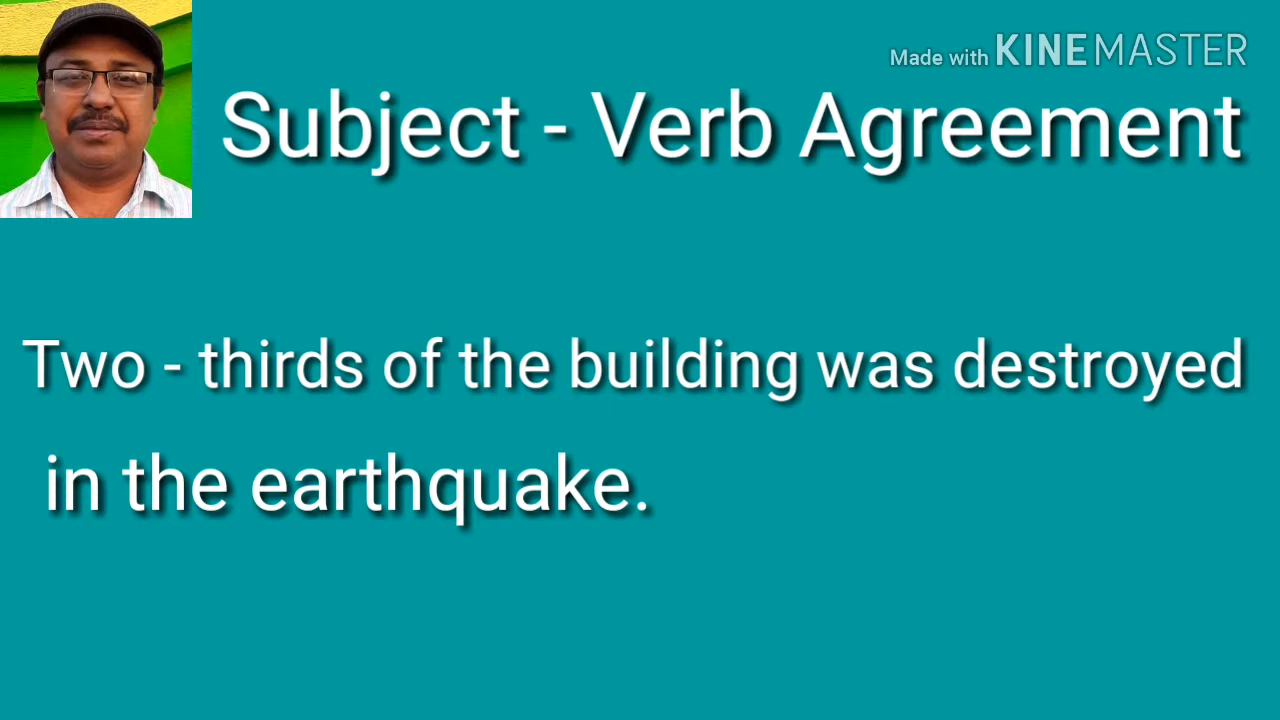 Made with KINEMASTER
Subject - Verb Agreement
Two - thirds of the building was destroyed
in the earthquake.